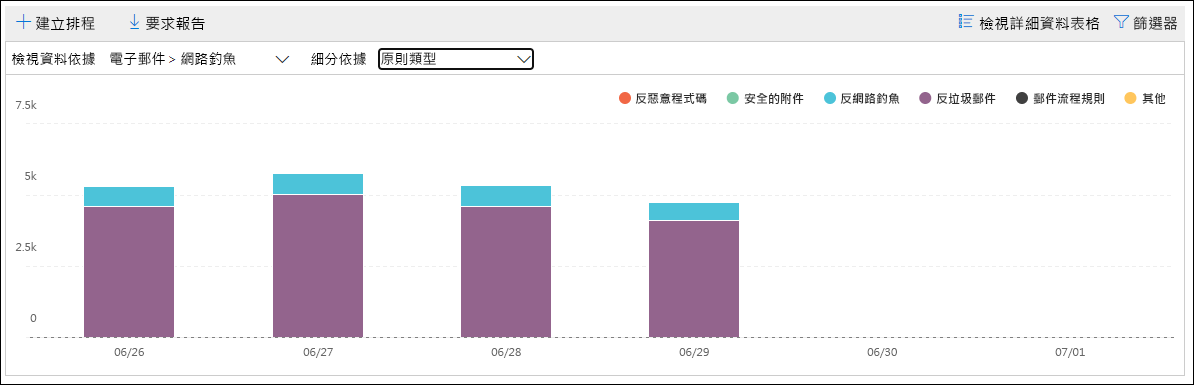 建立排程 要求報告 檢視詳細資料表格 篩選器
檢視資料依據 電子郵件 > 網路釣魚 細分依據 原則類型
反惡意程式碼 安全的附件 反網路釣魚 反垃圾郵件 郵件流程規則 其他
7.5k
5k
2.5k
0
06/26 06/27 06/28 06/29 06/30 07/01